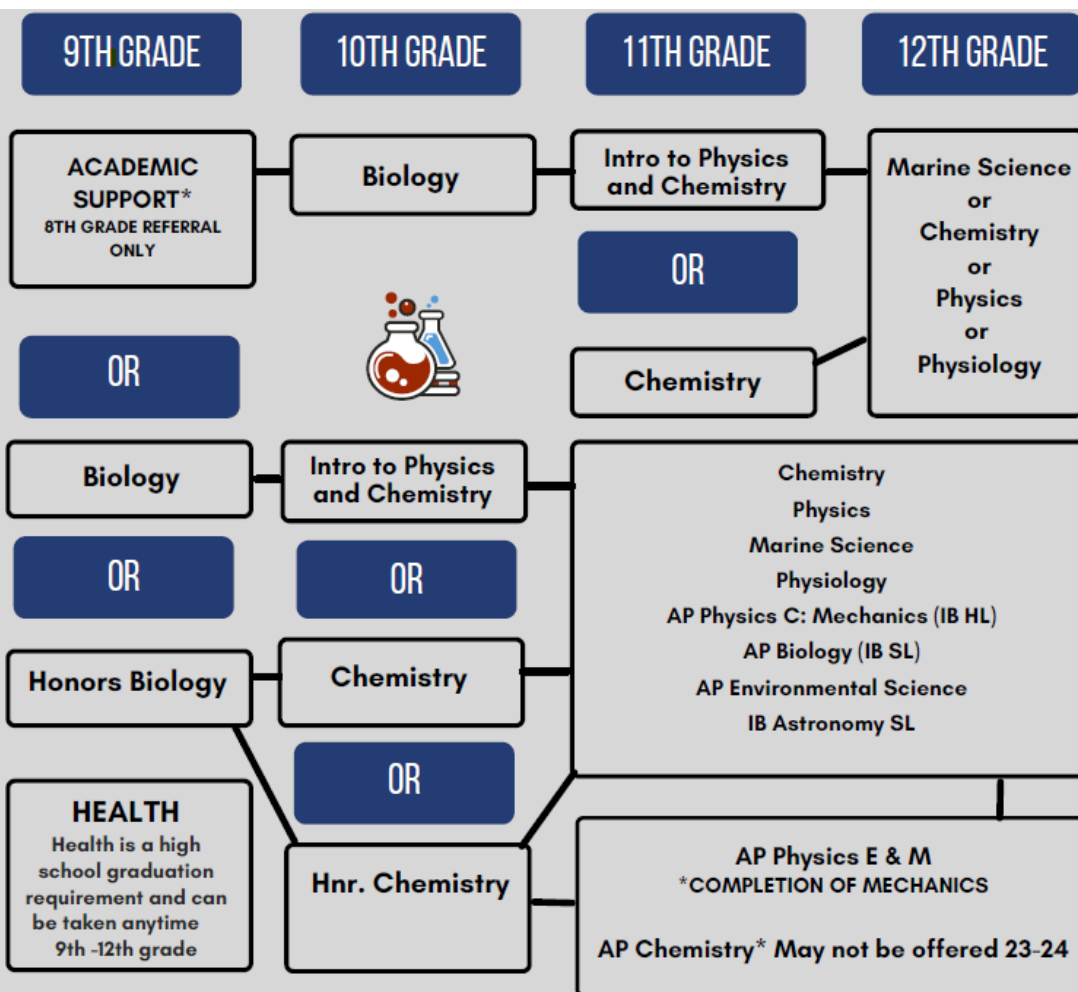 9TH GRADE
10TH GRADE
11TH GRADE
12TH GRADE
ACADEMIC
SUPPORT*
8TH GRADE REFERRAL
ONLY
Biology
Intro to Physics
and Chemistry
Marine Science
or
Chemistry
or
Physics
or
Physiology
OR
Chemistry
OR
Biology
Intro to Physics
and Chemistry
Chemistry
Physics
Marine Science
Physiology
AP Physics C: Mechanics (IB HL)
AP Biology (IB SL)
AP Environmental Science
IB Astronomy SL
OR
OR
Honors Biology
Chemistry
OR
HEALTH
Health is a high
school graduation
requirement and can
be taken anytime
9th -12th grade
Hnr. Chemistry
AP Physics E & M
*COMPLETION OF MECHANICS
AP Chemistry* May not be offered 23-24